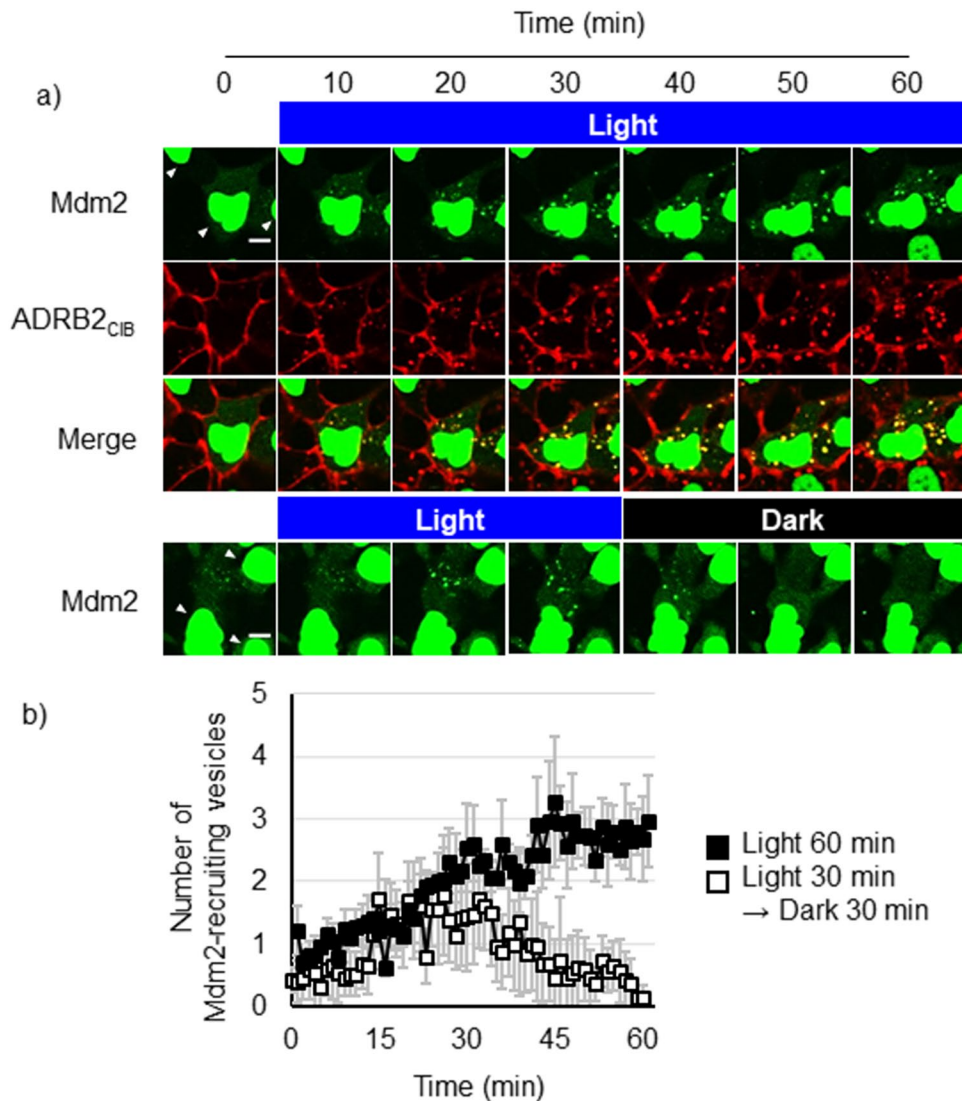 Time (min)
a)
0 10 20 30 40 50 60
Light
Mdm2
ADRB2CIB
Merge
Light Dark
Mdm2
b)
Number of
Mdm2-recruiting vesicles
5
4
3
2
1
0
0 15 30 45 60
Time (min)
Light 60 min
Light 30 min
→ Dark 30 min